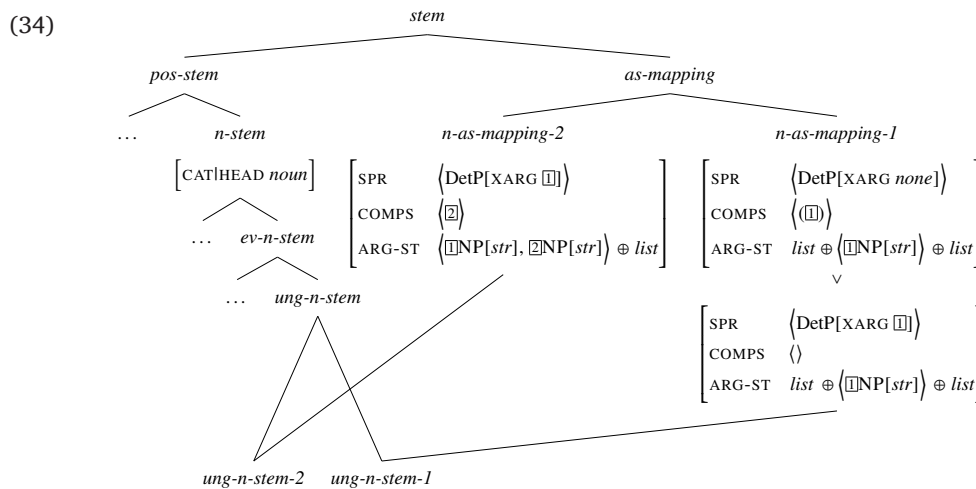 (34)
stem
pos-stem as-mapping
... n-stem n-as-mapping-2 n-as-mapping-1
[CAT|HEAD noun]
SPR ⟨DetP[XARG 1]⟩
COMPS ⟨2⟩
ARG-ST ⟨1NP[str], 2NP[str]⟩ ⊕ list
SPR ⟨DetP[XARG none]⟩
COMPS ⟨(1)⟩
ARG-ST list ⊕ ⟨1NP[str]⟩ ⊕ list
... ev-n-stem
... ung-n-stem
∨
SPR ⟨DetP[XARG 1]⟩
COMPS ⟨⟩
ARG-ST list ⊕ ⟨1NP[str]⟩ ⊕ list
ung-n-stem-2 ung-n-stem-1